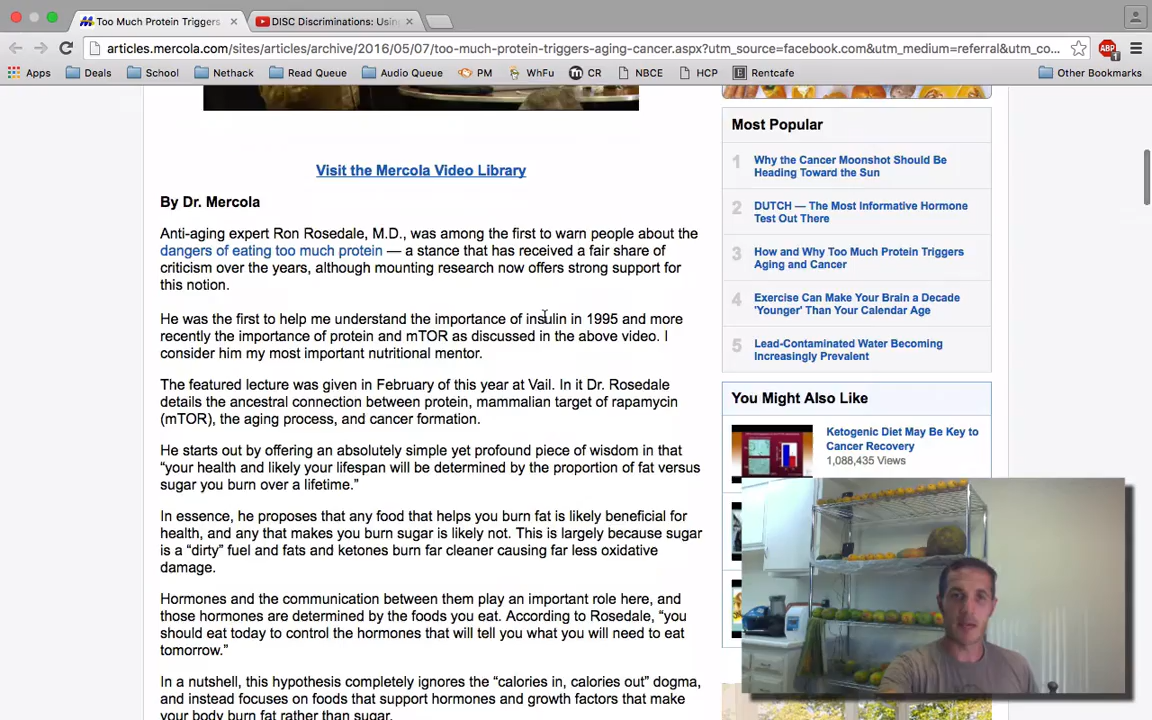 Too Much Protein Triggers
DISC Discriminations: Usin
articles.mercola.com/sites/articles/archive/2016/05/07/too-much-protein-triggers-aging-cancer.aspx?utm_source=facebook.com&utm_medium=referral&utm_co...
ABP
1
Apps
Deals
School
Nethack
Read Queue
Audio Queue
PM
WhFu
CR
NBCE
HCP
Rentcafe
Other Bookmarks
Visit the Mercola Video Library
By Dr. Mercola
Anti-aging expert Ron Rosedale, M.D., was among the first to warn people about the
dangers of eating too much protein — a stance that has received a fair share of
criticism over the years, although mounting research now offers strong support for
this notion.
He was the first to help me understand the importance of insulin in 1995 and more
recently the importance of protein and mTOR as discussed in the above video. I
consider him my most important nutritional mentor.
The featured lecture was given in February of this year at Vail. In it Dr. Rosedale
details the ancestral connection between protein, mammalian target of rapamycin
(mTOR), the aging process, and cancer formation.
He starts out by offering an absolutely simple yet profound piece of wisdom in that
“your health and likely your lifespan will be determined by the proportion of fat versus
sugar you burn over a lifetime.”
In essence, he proposes that any food that helps you burn fat is likely beneficial for
health, and any that makes you burn sugar is likely not. This is largely because sugar
is a “dirty” fuel and fats and ketones burn far cleaner causing far less oxidative
damage.
Hormones and the communication between them play an important role here, and
those hormones are determined by the foods you eat. According to Rosedale, “you
should eat today to control the hormones that will tell you what you will need to eat
tomorrow.”
In a nutshell, this hypothesis completely ignores the “calories in, calories out” dogma,
and instead focuses on foods that support hormones and growth factors that make
your body burn fat rather than sugar.
Most Popular
1 Why the Cancer Moonshot Should Be
Heading Toward the Sun
2 DUTCH — The Most Informative Hormone
Test Out There
3 How and Why Too Much Protein Triggers
Aging and Cancer
4 Exercise Can Make Your Brain a Decade
'Younger' Than Your Calendar Age
5 Lead-Contaminated Water Becoming
Increasingly Prevalent
You Might Also Like
Ketogenic Diet May Be Key to
Cancer Recovery
1,088,435 Views